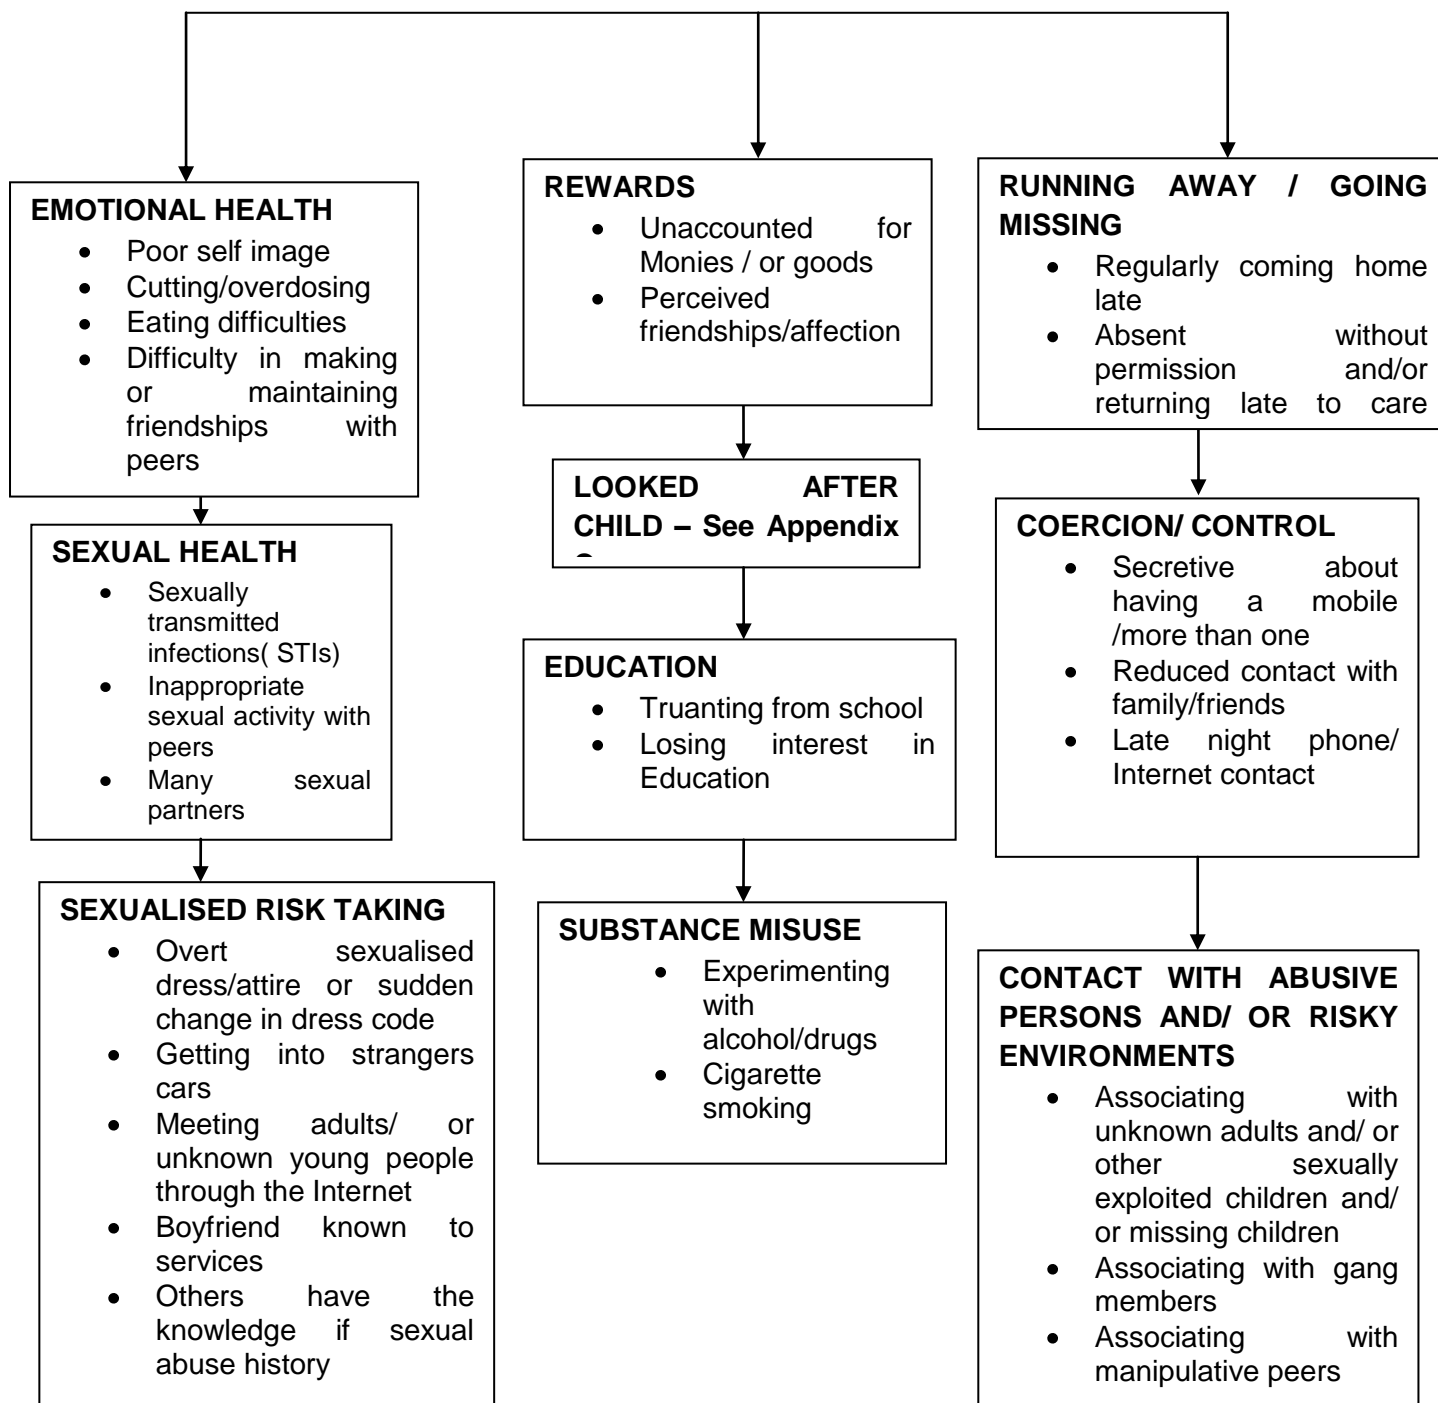 EMOTIONAL HEALTH
• Poor self image
• Cutting/overdosing
• Eating difficulties
• Difficulty in making
or maintaining
friendships with
peers
SEXUAL HEALTH
• Sexually
transmitted
infections( STIs)
• Inappropriate
sexual activity with
peers
• Many sexual
partners
SEXUALISED RISK TAKING
• Overt sexualised
dress/attire or sudden
change in dress code
• Getting into strangers
cars
• Meeting adults/ or
unknown young people
through the Internet
• Boyfriend known to
services
• Others have the
knowledge if sexual
abuse history
REWARDS
• Unaccounted for
Monies / or goods
• Perceived
friendships/affection
LOOKED AFTER
CHILD – See Appendix
EDUCATION
• Truanting from school
• Losing interest in
Education
SUBSTANCE MISUSE
• Experimenting
with
alcohol/drugs
• Cigarette
smoking
RUNNING AWAY / GOING
MISSING
• Regularly coming home
late
• Absent without
permission and/or
returning late to care
COERCION/ CONTROL
• Secretive about
having a mobile
/more than one
• Reduced contact with
family/friends
• Late night phone/
Internet contact
CONTACT WITH ABUSIVE
PERSONS AND/ OR RISKY
ENVIRONMENTS
• Associating with
unknown adults and/ or
other sexually
exploited children and/
or missing children
• Associating with gang
members
• Associating with
manipulative peers